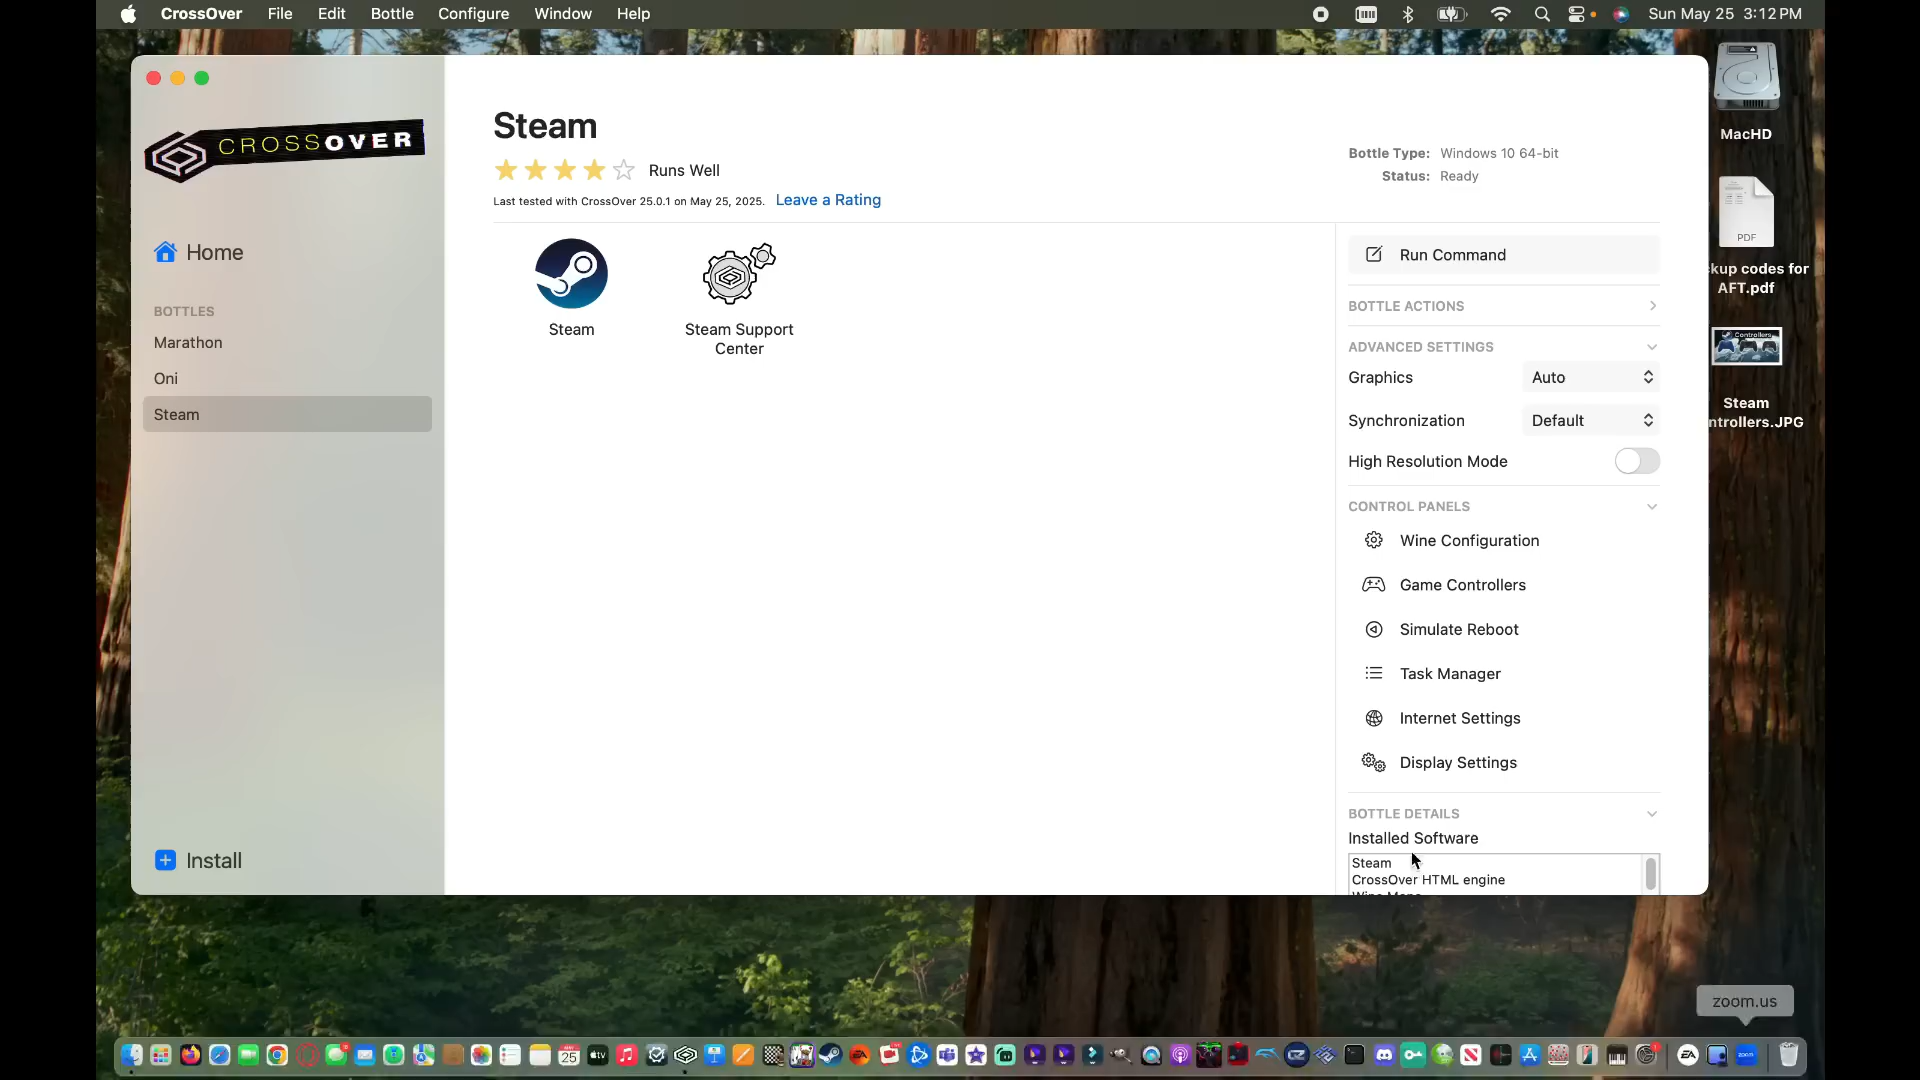 CrossOver File Edit Bottle Configure Window Help Sun May 25 3:12 PM
CROSSOVER
Home
BOTTLES
Marathon
Oni
Steam
Install
Steam
Runs Well
Last tested with CrossOver 25.0.1 on May 25, 2025. Leave a Rating
Bottle Type: Windows 10 64-bit
Status: Ready
Steam
Steam Support
Center
Run Command
BOTTLE ACTIONS
ADVANCED SETTINGS
Graphics Auto
Synchronization Default
High Resolution Mode
CONTROL PANELS
Wine Configuration
Game Controllers
Simulate Reboot
Task Manager
Internet Settings
Display Settings
BOTTLE DETAILS
Installed Software
Steam
CrossOver HTML engine
MacHD
PDF
kup codes for
AFT.pdf
Controllers
Steam
ntrollers.JPG
zoom.us
25
tv
EA
zoom